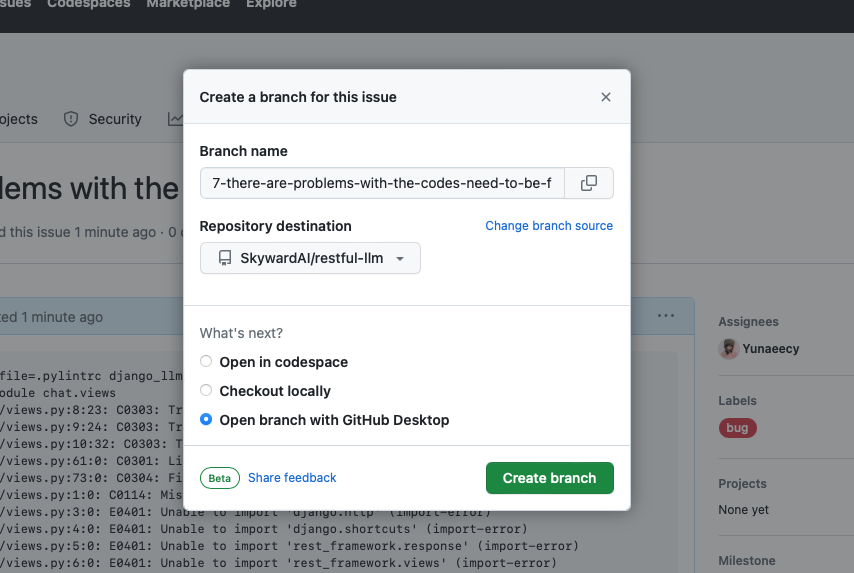 Codespaces Marketplace Explore
Create a branch for this issue
Security
Branch name
7-there-are-problems-with-the-codes-need-to-be-f
lems with the
Repository destination
Change branch source
d this issue 1 minute ago · 0
SkywardAI/restful-llm
ted 1 minute ago
Assignees
What's next?
Yunaeecy
Open in codespace
file=.pylintrc django_llm
Checkout locally
odule chat.views
Labels
/views.py:8:23: C0303: Tr
Open branch with GitHub Desktop
/views.py:9:24: C0303: Tr
bug
/views.py:10:32: C0303: T
/views.py:61:0: C0301: Li
Beta Share feedback
Create branch
/views.py:73:0: C0304: Fi
Projects
/views.py:1:0: C0114: Mis
None yet
/views.py:3:0: E0401: Unable to import 'django.http' (import-error)
/views.py:4:0: E0401: Unable to import 'django.shortcuts' (import-error)
/views.py:5:0: E0401: Unable to import 'rest_framework.response' (import-error)
/views.py:6:0: E0401: Unable to import 'rest_framework.views' (import-error)
Milestone